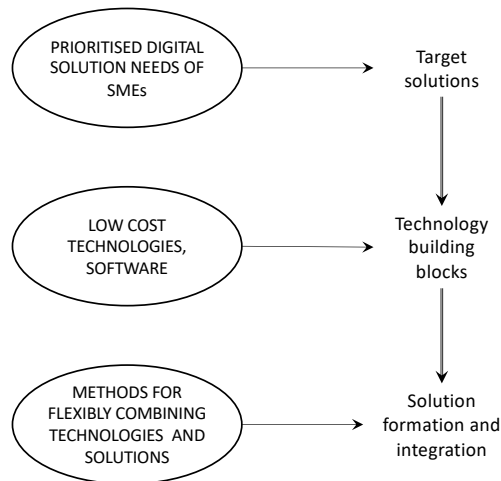 PRIORITISED DIGITAL
SOLUTION NEEDS OF
SMEs
Target
solutions
LOW COST
TECHNOLOGIES,
SOFTWARE
Technology
building
blocks
METHODS FOR
FLEXIBLY COMBINING
TECHNOLOGIES AND
SOLUTIONS
Solution
formation and
integration